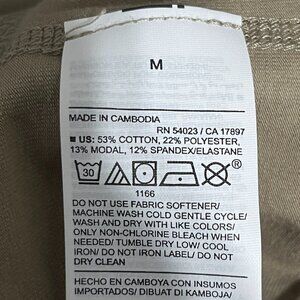 M
MADE IN CAMBODIA
RN 54023 / CA 17897
US: 53% COTTON, 22% POLYESTER,
13% MODAL, 12% SPANDEX/ELASTANE
30
1166
DO NOT USE FABRIC SOFTENER/
MACHINE WASH COLD GENTLE CYCLE/
WASH AND DRY WITH LIKE COLORS/
ONLY NON-CHLORINE BLEACH WHEN
NEEDED/ TUMBLE DRY LOW/ COOL
IRON/ DO NOT IRON LABEL/ DO NOT
DRY CLEAN
HECHO EN CAMBOYA CON INSUMOS
IMPORTADOS/ DIBUAT DI KAMBOJA/